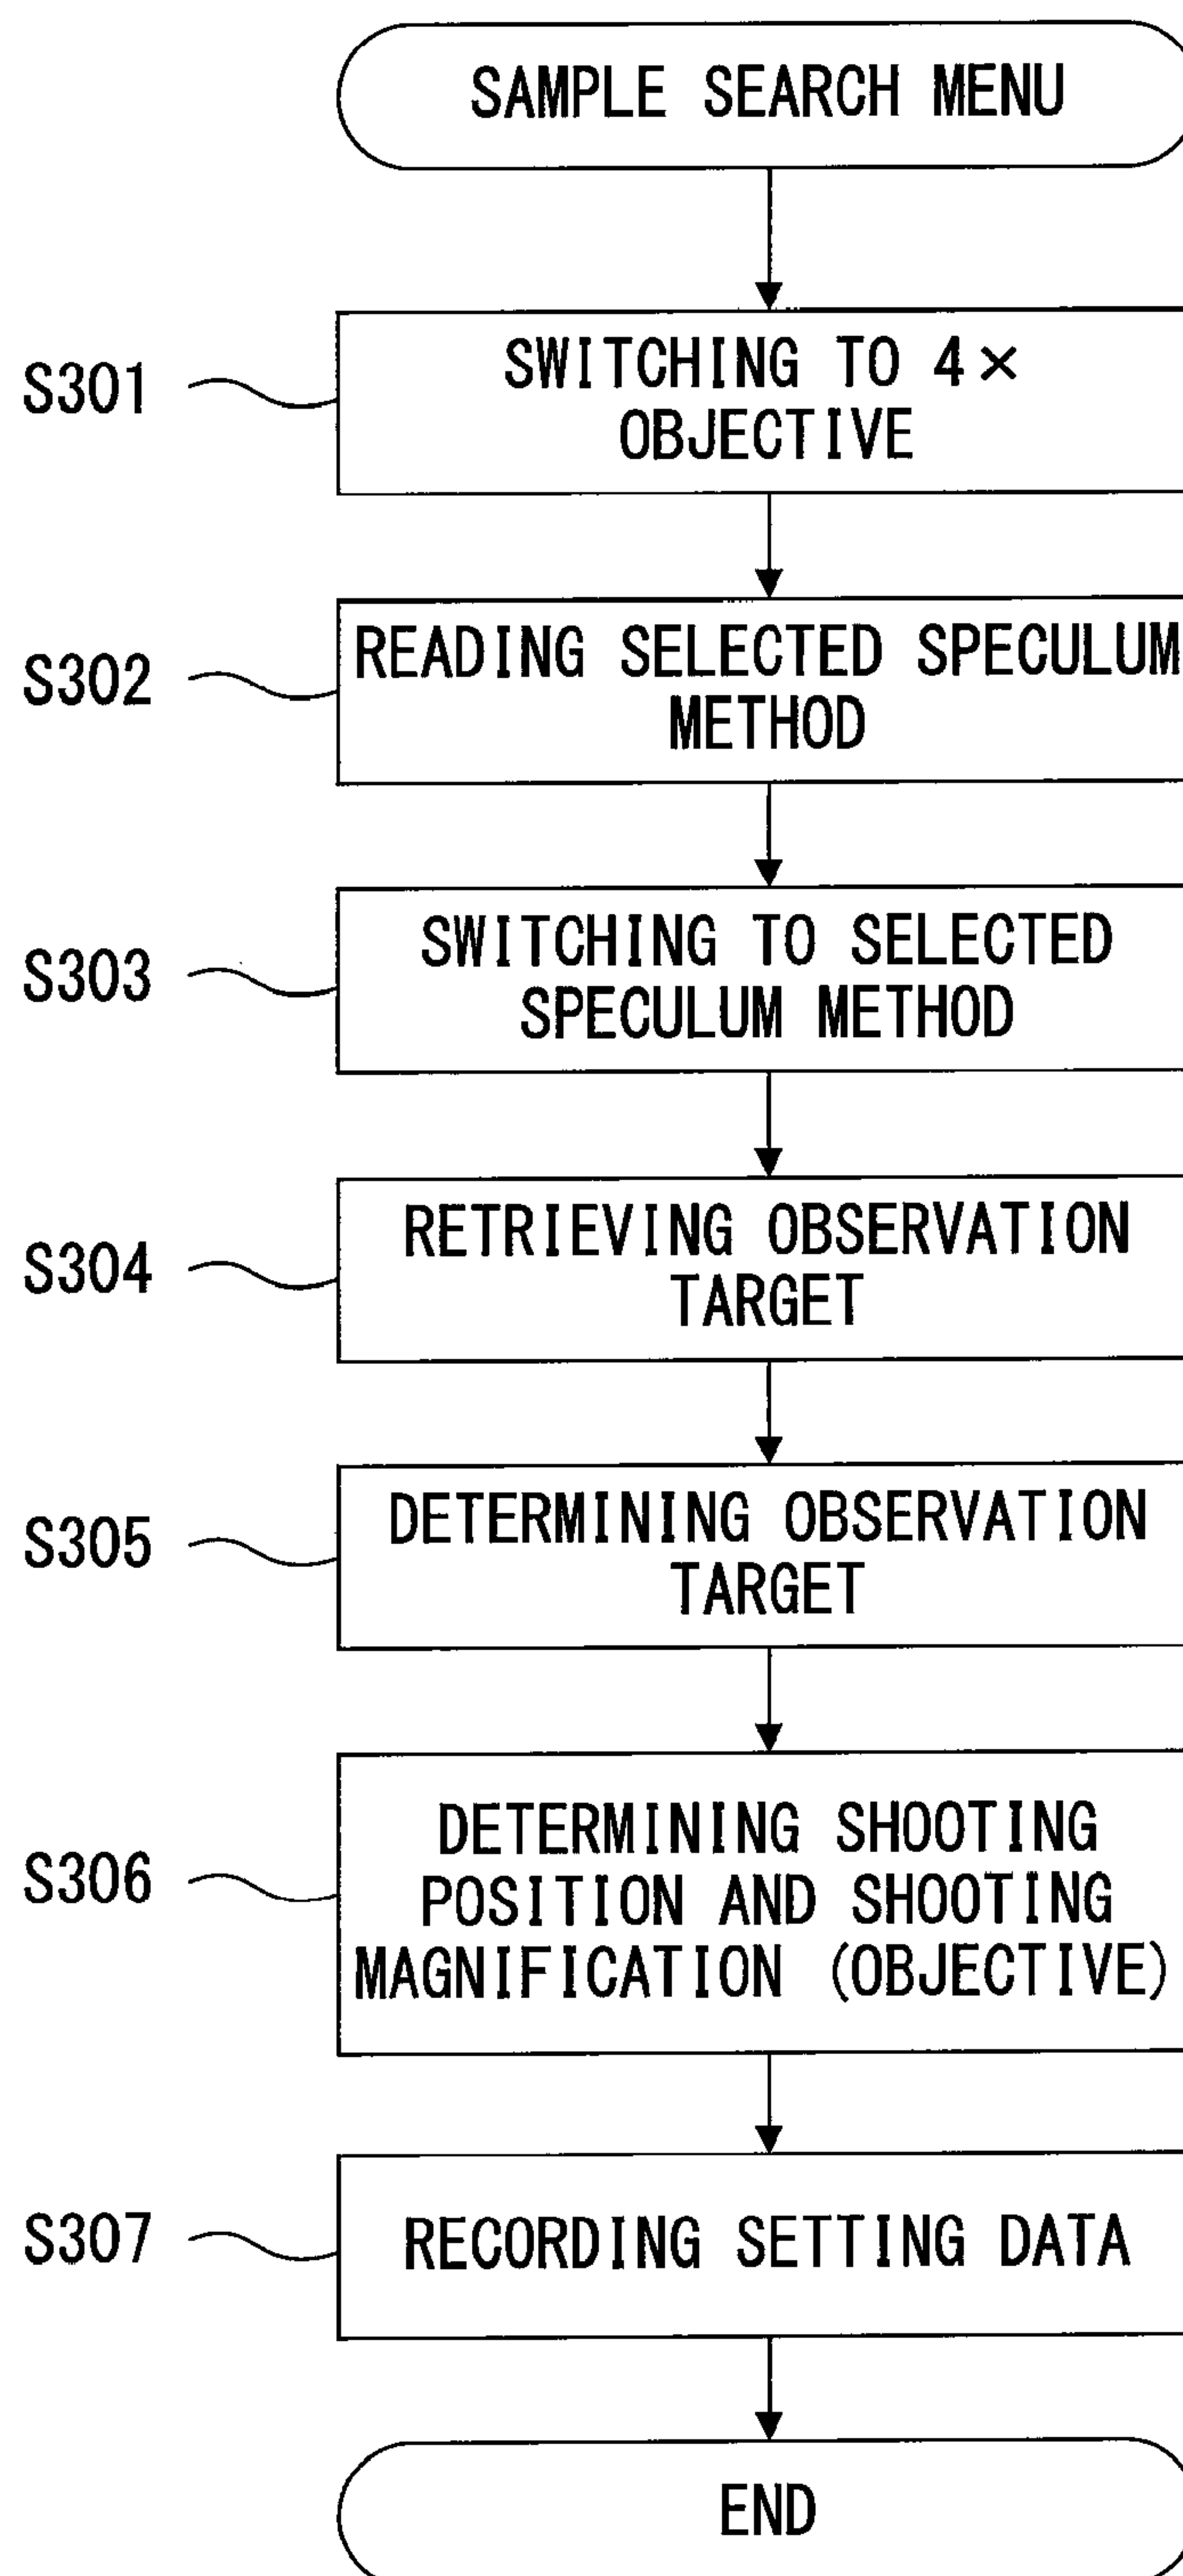 SAMPLE SEARCH MENU
S301
SWITCHING TO 4×
OBJECTIVE
S302
READING SELECTED SPECULUM
METHOD
S303
SWITCHING TO SELECTED
SPECULUM METHOD
S304
RETRIEVING OBSERVATION
TARGET
S305
DETERMINING OBSERVATION
TARGET
S306
DETERMINING SHOOTING
POSITION AND SHOOTING
MAGNIFICATION (OBJECTIVE)
S307
RECORDING SETTING DATA
END